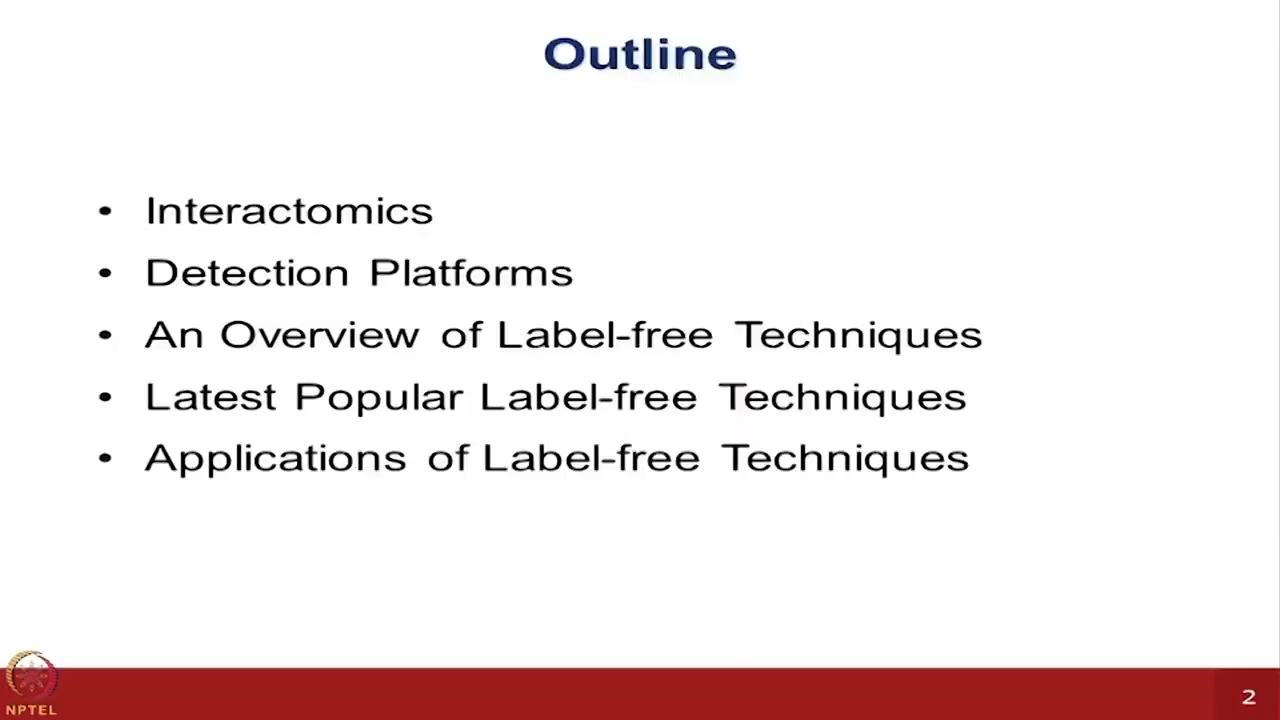 Outline
• Interactomics
• Detection Platforms
• An Overview of Label-free Techniques
• Latest Popular Label-free Techniques
• Applications of Label-free Techniques
NPTEL
2